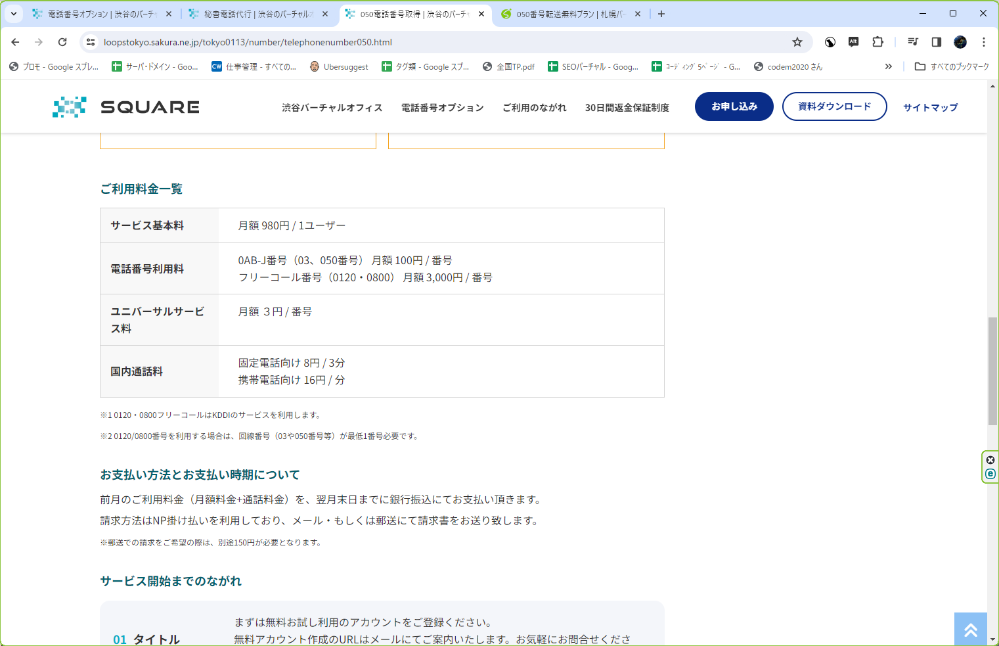 電話番号オプション | 渋谷のバーチャ
秘書電話代行 | 渋谷のバーチャルオ
050電話番号取得 | 渋谷のバーチャ
050番号転送無料プラン | 札幌バー
loopstokyo.sakura.ne.jp/tokyo0113/number/telephonenumber050.html
プロモ - Google スプレ...
サーバ・ドメイン - Goo...
CW 仕事管理 - すべての...
Ubersuggest
タグ類 - Google スプ...
全国TP.pdf
SEOバーチャル - Goog...
コーディング 5ページ - G...
codem2020 さん
すべてのブックマーク
SQUARE
渋谷バーチャルオフィス
電話番号オプション
ご利用のながれ
30日間返金保証制度
お申し込み
資料ダウンロード
サイトマップ
ご利用料金一覧
サービス基本料
月額 980円 / 1ユーザー
電話番号利用料
0AB-J番号（03、050番号） 月額 100円 / 番号
フリーコール番号（0120・0800） 月額 3,000円 / 番号
ユニバーサルサービ
ス料
月額 ３円 / 番号
国内通話料
固定電話向け 8円 / 3分
携帯電話向け 16円 / 分
※1 0120・0800フリーコールはKDDIのサービスを利用します。
※2 0120/0800番号を利用する場合は、回線番号（03や050番号等）が最低1番号必要です。
お支払い方法とお支払い時期について
前月のご利用料金（月額料金+通話料金）を、翌月末日までに銀行振込にてお支払い頂きます。
請求方法はNP掛け払いを利用しており、メール・もしくは郵送にて請求書をお送り致します。
※郵送での請求をご希望の際は、別途150円が必要となります。
サービス開始までのながれ
01 タイトル
まずは無料お試し利用のアカウントをご登録ください。
無料アカウント作成のURLはメールにてご案内いたします。お気軽にお問合せくださ